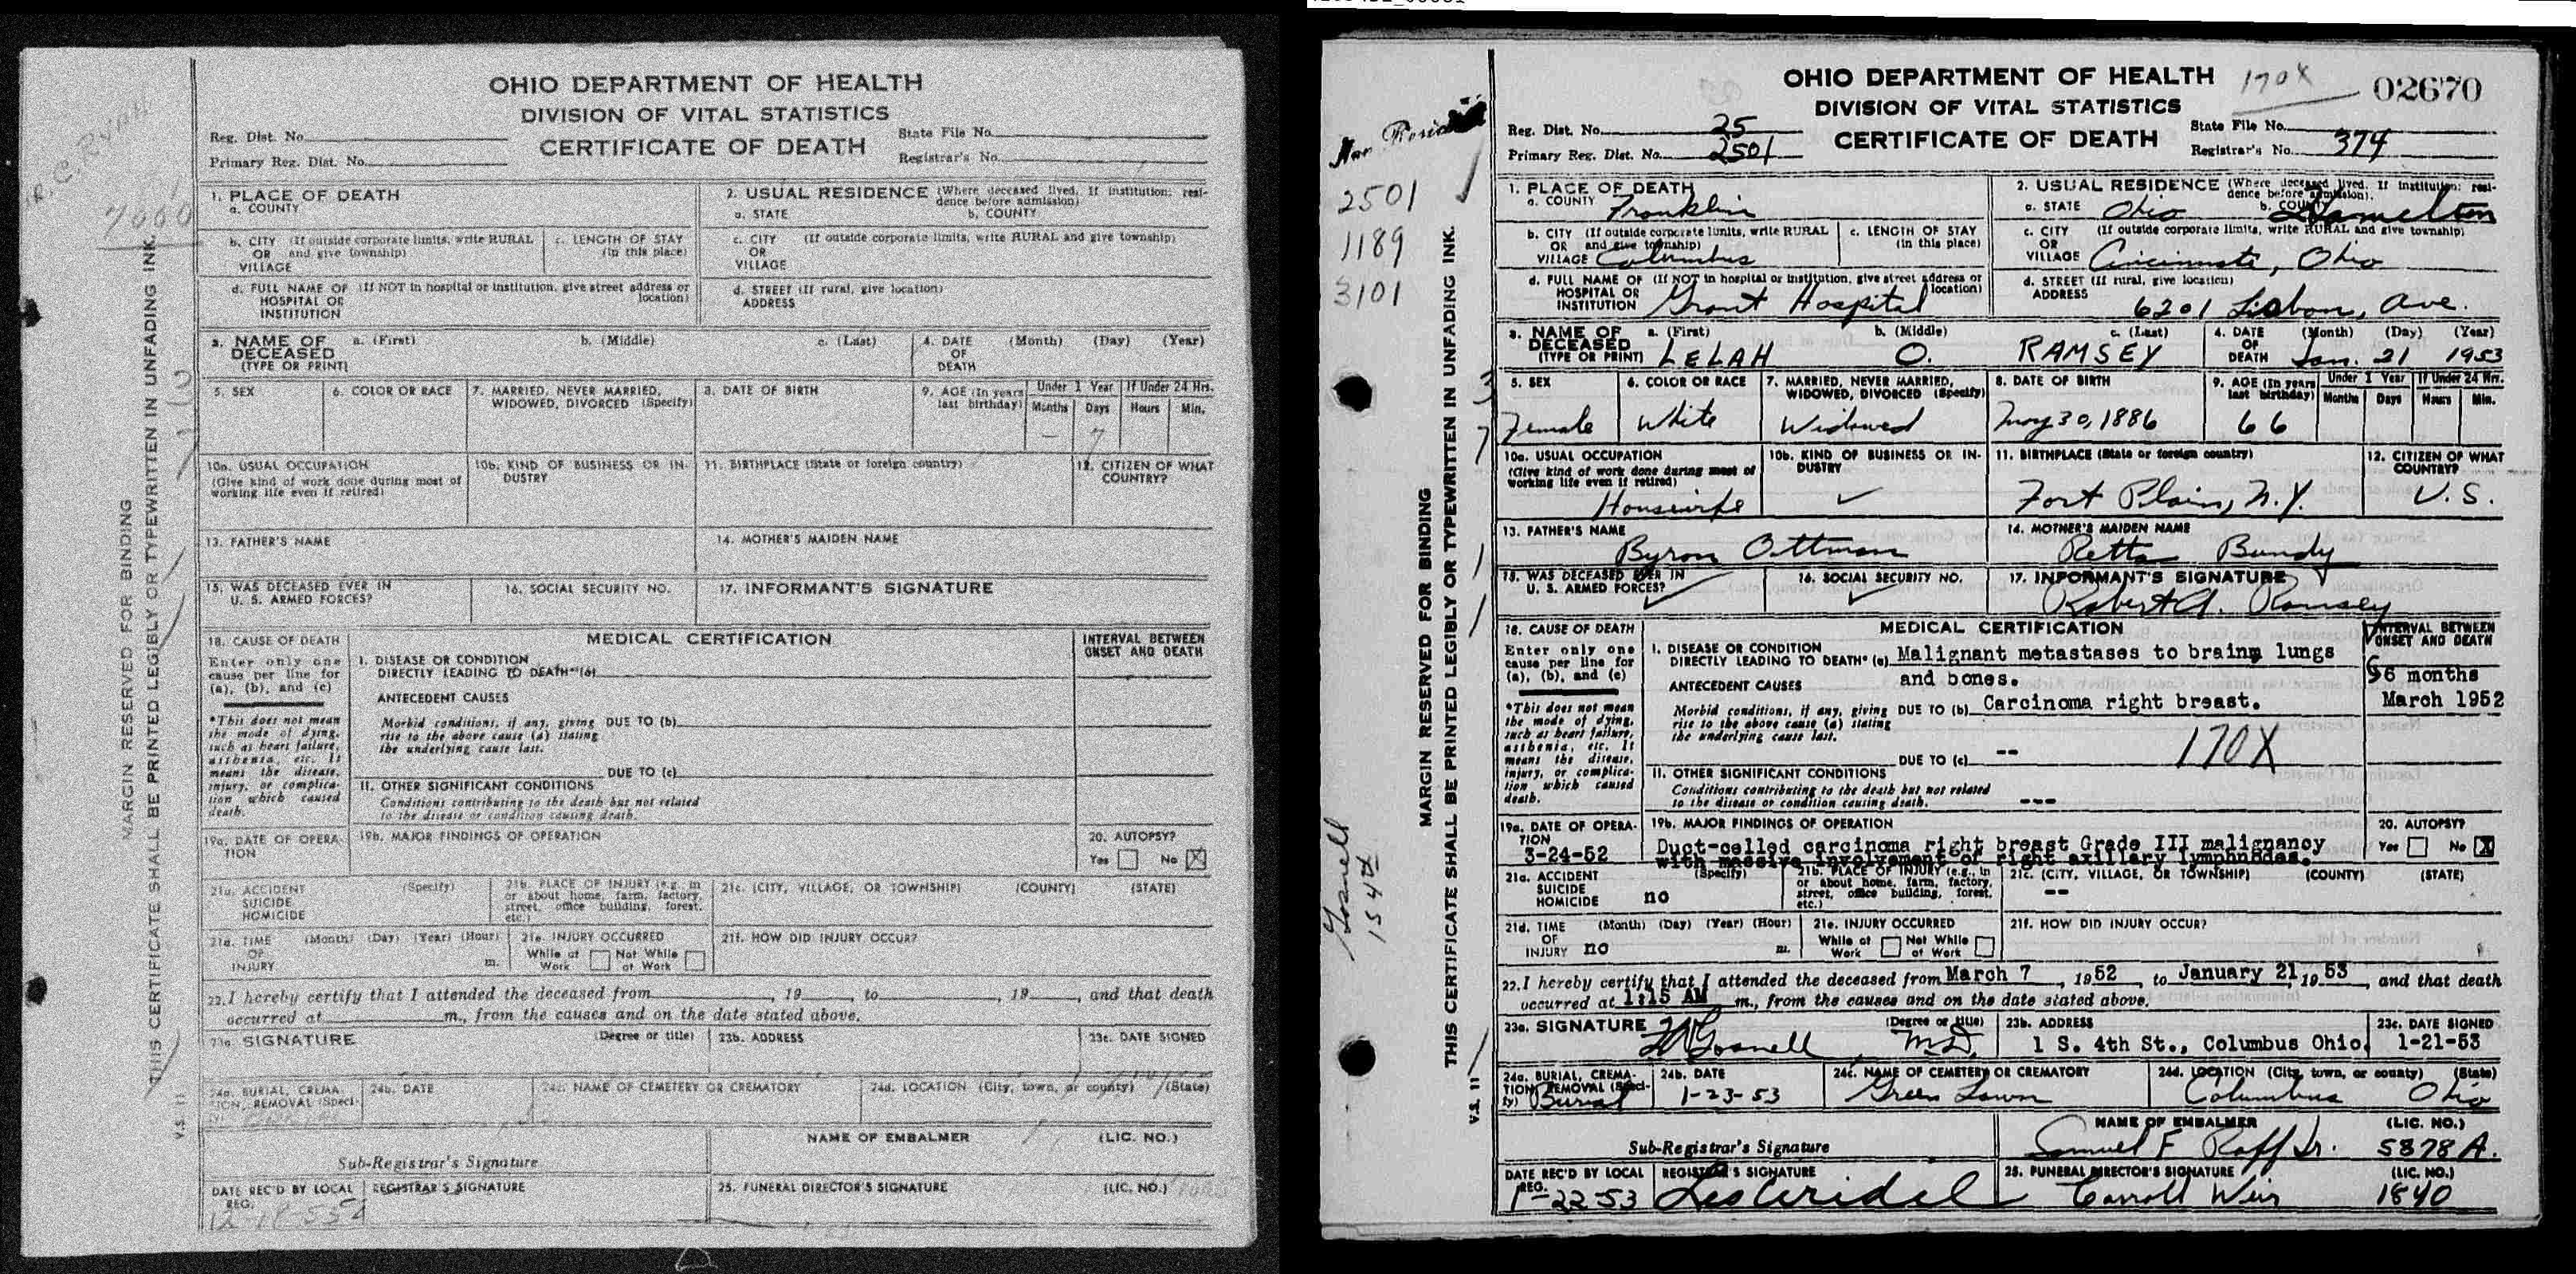 R. C. RYAN
7000
MARGIN RESERVED FOR BINDING
THIS CERTIFICATE SHALL BE PRINTED LEGIBLY OR TYPEWRITTEN IN UNFADING INK.
V.S. 11
OHIO DEPARTMENT OF HEALTH
DIVISION OF VITAL STATISTICS
CERTIFICATE OF DEATH
Reg. Dist. No.
Primary Reg. Dist. No.
State File No.
Registrar's No.
1. PLACE OF DEATH
a. COUNTY
2. USUAL RESIDENCE (Where deceased lived. If institution: resi-
dence before admission)
a. STATE b. COUNTY
b. CITY (If outside corporate limits, write RURAL
OR and give township)
VILLAGE
c. LENGTH OF STAY
(in this place)
c. CITY (If outside corporate limits, write RURAL and give township)
OR
VILLAGE
d. FULL NAME OF (If NOT in hospital or institution, give street address or
HOSPITAL OR location)
INSTITUTION
d. STREET (If rural, give location)
ADDRESS
3. NAME OF a. (First) b. (Middle) c. (Last)
DECEASED
(TYPE OR PRINT)
4. DATE (Month) (Day) (Year)
OF
DEATH
5. SEX
6. COLOR OR RACE
7. MARRIED, NEVER MARRIED,
WIDOWED, DIVORCED (Specify)
8. DATE OF BIRTH
9. AGE (In years
last birthday)
Under 1 Year If Under 24 Hrs.
Months Days Hours Min.
— 7
10a. USUAL OCCUPATION
(Give kind of work done during most of
working life even if retired)
10b. KIND OF BUSINESS OR IN-
DUSTRY
11. BIRTHPLACE (State or foreign country)
12. CITIZEN OF WHAT
COUNTRY?
13. FATHER'S NAME
14. MOTHER'S MAIDEN NAME
15. WAS DECEASED EVER IN
U. S. ARMED FORCES?
16. SOCIAL SECURITY NO.
17. INFORMANT'S SIGNATURE
18. CAUSE OF DEATH
Enter only one
cause per line for
(a), (b), and (c)
*This does not mean
the mode of dying,
such as heart failure,
asthenia, etc. It
means the disease,
injury, or complica-
tion which caused
death.
MEDICAL CERTIFICATION
INTERVAL BETWEEN
ONSET AND DEATH
I. DISEASE OR CONDITION
DIRECTLY LEADING TO DEATH* (a)
ANTECEDENT CAUSES
Morbid conditions, if any, giving DUE TO (b)
rise to the above cause (a) stating
the underlying cause last.
DUE TO (c)
II. OTHER SIGNIFICANT CONDITIONS
Conditions contributing to the death but not related
to the disease or condition causing death.
19a. DATE OF OPERA-
TION
19b. MAJOR FINDINGS OF OPERATION
20. AUTOPSY?
Yes No X
21a. ACCIDENT (Specify)
SUICIDE
HOMICIDE
21b. PLACE OF INJURY (e.g., in
or about home, farm, factory,
street, office building, forest,
etc.)
21c. (CITY, VILLAGE, OR TOWNSHIP) (COUNTY) (STATE)
21d. TIME (Month) (Day) (Year) (Hour)
OF
INJURY m.
21e. INJURY OCCURRED
While at Not While
Work at Work
21f. HOW DID INJURY OCCUR?
22. I hereby certify that I attended the deceased from , 19 , to , 19 , and that death
occurred at m., from the causes and on the date stated above.
23a. SIGNATURE (Degree or title)
23b. ADDRESS
23c. DATE SIGNED
24a. BURIAL, CREMA-
TION, REMOVAL (Speci-
24b. DATE
24c. NAME OF CEMETERY OR CREMATORY
24d. LOCATION (City, town, or county) (State)
Sub-Registrar's Signature
NAME OF EMBALMER (LIC. NO.)
DATE REC'D BY LOCAL
REG.
REGISTRAR'S SIGNATURE
25. FUNERAL DIRECTOR'S SIGNATURE (LIC. NO.)
2501
1189
3101
3
7
Gosnell
154X
MARGIN RESERVED FOR BINDING
THIS CERTIFICATE SHALL BE PRINTED LEGIBLY OR TYPEWRITTEN IN UNFADING INK.
V.S. 11
OHIO DEPARTMENT OF HEALTH
DIVISION OF VITAL STATISTICS
CERTIFICATE OF DEATH
170X
02670
Reg. Dist. No. 25
Primary Reg. Dist. No. 2501
State File No.
Registrar's No. 374
1. PLACE OF DEATH
a. COUNTY Franklin
2. USUAL RESIDENCE (Where deceased lived. If institution: resi-
dence before admission).
a. STATE Ohio b. COUNTY Hamilton
b. CITY (If outside corporate limits, write RURAL
OR and give township)
VILLAGE Columbus
c. LENGTH OF STAY
(in this place)
c. CITY (If outside corporate limits, write RURAL and give township)
OR
VILLAGE Cincinnati, Ohio
d. FULL NAME OF (If NOT in hospital or institution, give street address or
HOSPITAL OR location)
INSTITUTION Grant Hospital
d. STREET (If rural, give location)
ADDRESS 6201 Lisbon, Ave.
3. NAME OF a. (First) b. (Middle) c. (Last)
DECEASED
(TYPE OR PRINT) LELAH O. RAMSEY
4. DATE (Month) (Day) (Year)
OF
DEATH Jan. 21 1953
5. SEX
Female
6. COLOR OR RACE
White
7. MARRIED, NEVER MARRIED,
WIDOWED, DIVORCED (Specify)
Widowed
8. DATE OF BIRTH
May 30, 1886
9. AGE (In years
last birthday)
66
Under 1 Year If Under 24 Hrs.
Months Days Hours Min.
10a. USUAL OCCUPATION
(Give kind of work done during most of
working life even if retired)
Housewife
10b. KIND OF BUSINESS OR IN-
DUSTRY
11. BIRTHPLACE (State or foreign country)
Fort Plain, N.Y.
12. CITIZEN OF WHAT
COUNTRY?
U.S.
13. FATHER'S NAME
Byron Ottman
14. MOTHER'S MAIDEN NAME
Retta Bundy
15. WAS DECEASED EVER IN
U. S. ARMED FORCES?
16. SOCIAL SECURITY NO.
17. INFORMANT'S SIGNATURE
Robert A. Ramsey
18. CAUSE OF DEATH
Enter only one
cause per line for
(a), (b), and (c)
*This does not mean
the mode of dying,
such as heart failure,
asthenia, etc. It
means the disease,
injury, or complica-
tion which caused
death.
MEDICAL CERTIFICATION
INTERVAL BETWEEN
ONSET AND DEATH
I. DISEASE OR CONDITION
DIRECTLY LEADING TO DEATH* (a) Malignant metastases to brain, lungs
and bones.
6 months
ANTECEDENT CAUSES
Morbid conditions, if any, giving DUE TO (b) Carcinoma right breast.
March 1952
rise to the above cause (a) stating
the underlying cause last.
DUE TO (c) --
170X
II. OTHER SIGNIFICANT CONDITIONS
Conditions contributing to the death but not related
to the disease or condition causing death. ---
19a. DATE OF OPERA-
TION
3-24-52
19b. MAJOR FINDINGS OF OPERATION
Duct-celled carcinoma right breast Grade III malignancy
with massive involvement of right axillary lymphnodes.
20. AUTOPSY?
Yes No X
21a. ACCIDENT (Specify)
SUICIDE
HOMICIDE no
21b. PLACE OF INJURY (e.g., in
or about home, farm, factory,
street, office building, forest,
etc.)
21c. (CITY, VILLAGE, OR TOWNSHIP) (COUNTY) (STATE)
--
21d. TIME (Month) (Day) (Year) (Hour)
OF
INJURY no m.
21e. INJURY OCCURRED
While at Not While
Work at Work
21f. HOW DID INJURY OCCUR?
22. I hereby certify that I attended the deceased from March 7, 1952, to January 21, 1953, and that death
occurred at 1:15 AM m., from the causes and on the date stated above.
23a. SIGNATURE (Degree or title)
Gosnell M.D.
23b. ADDRESS
1 S. 4th St., Columbus Ohio.
23c. DATE SIGNED
1-21-53
24a. BURIAL, CREMA-
TION, REMOVAL (Speci-
fy) Burial
24b. DATE
1-23-53
24c. NAME OF CEMETERY OR CREMATORY
Green Lawn
24d. LOCATION (City, town, or county) (State)
Columbus Ohio
Sub-Registrar's Signature
NAME OF EMBALMER (LIC. NO.)
Samuel F Raff Jr. 5878 A.
DATE REC'D BY LOCAL
REG.
1-22-53
REGISTRAR'S SIGNATURE
25. FUNERAL DIRECTOR'S SIGNATURE (LIC. NO.)
Carroll Weir 1840